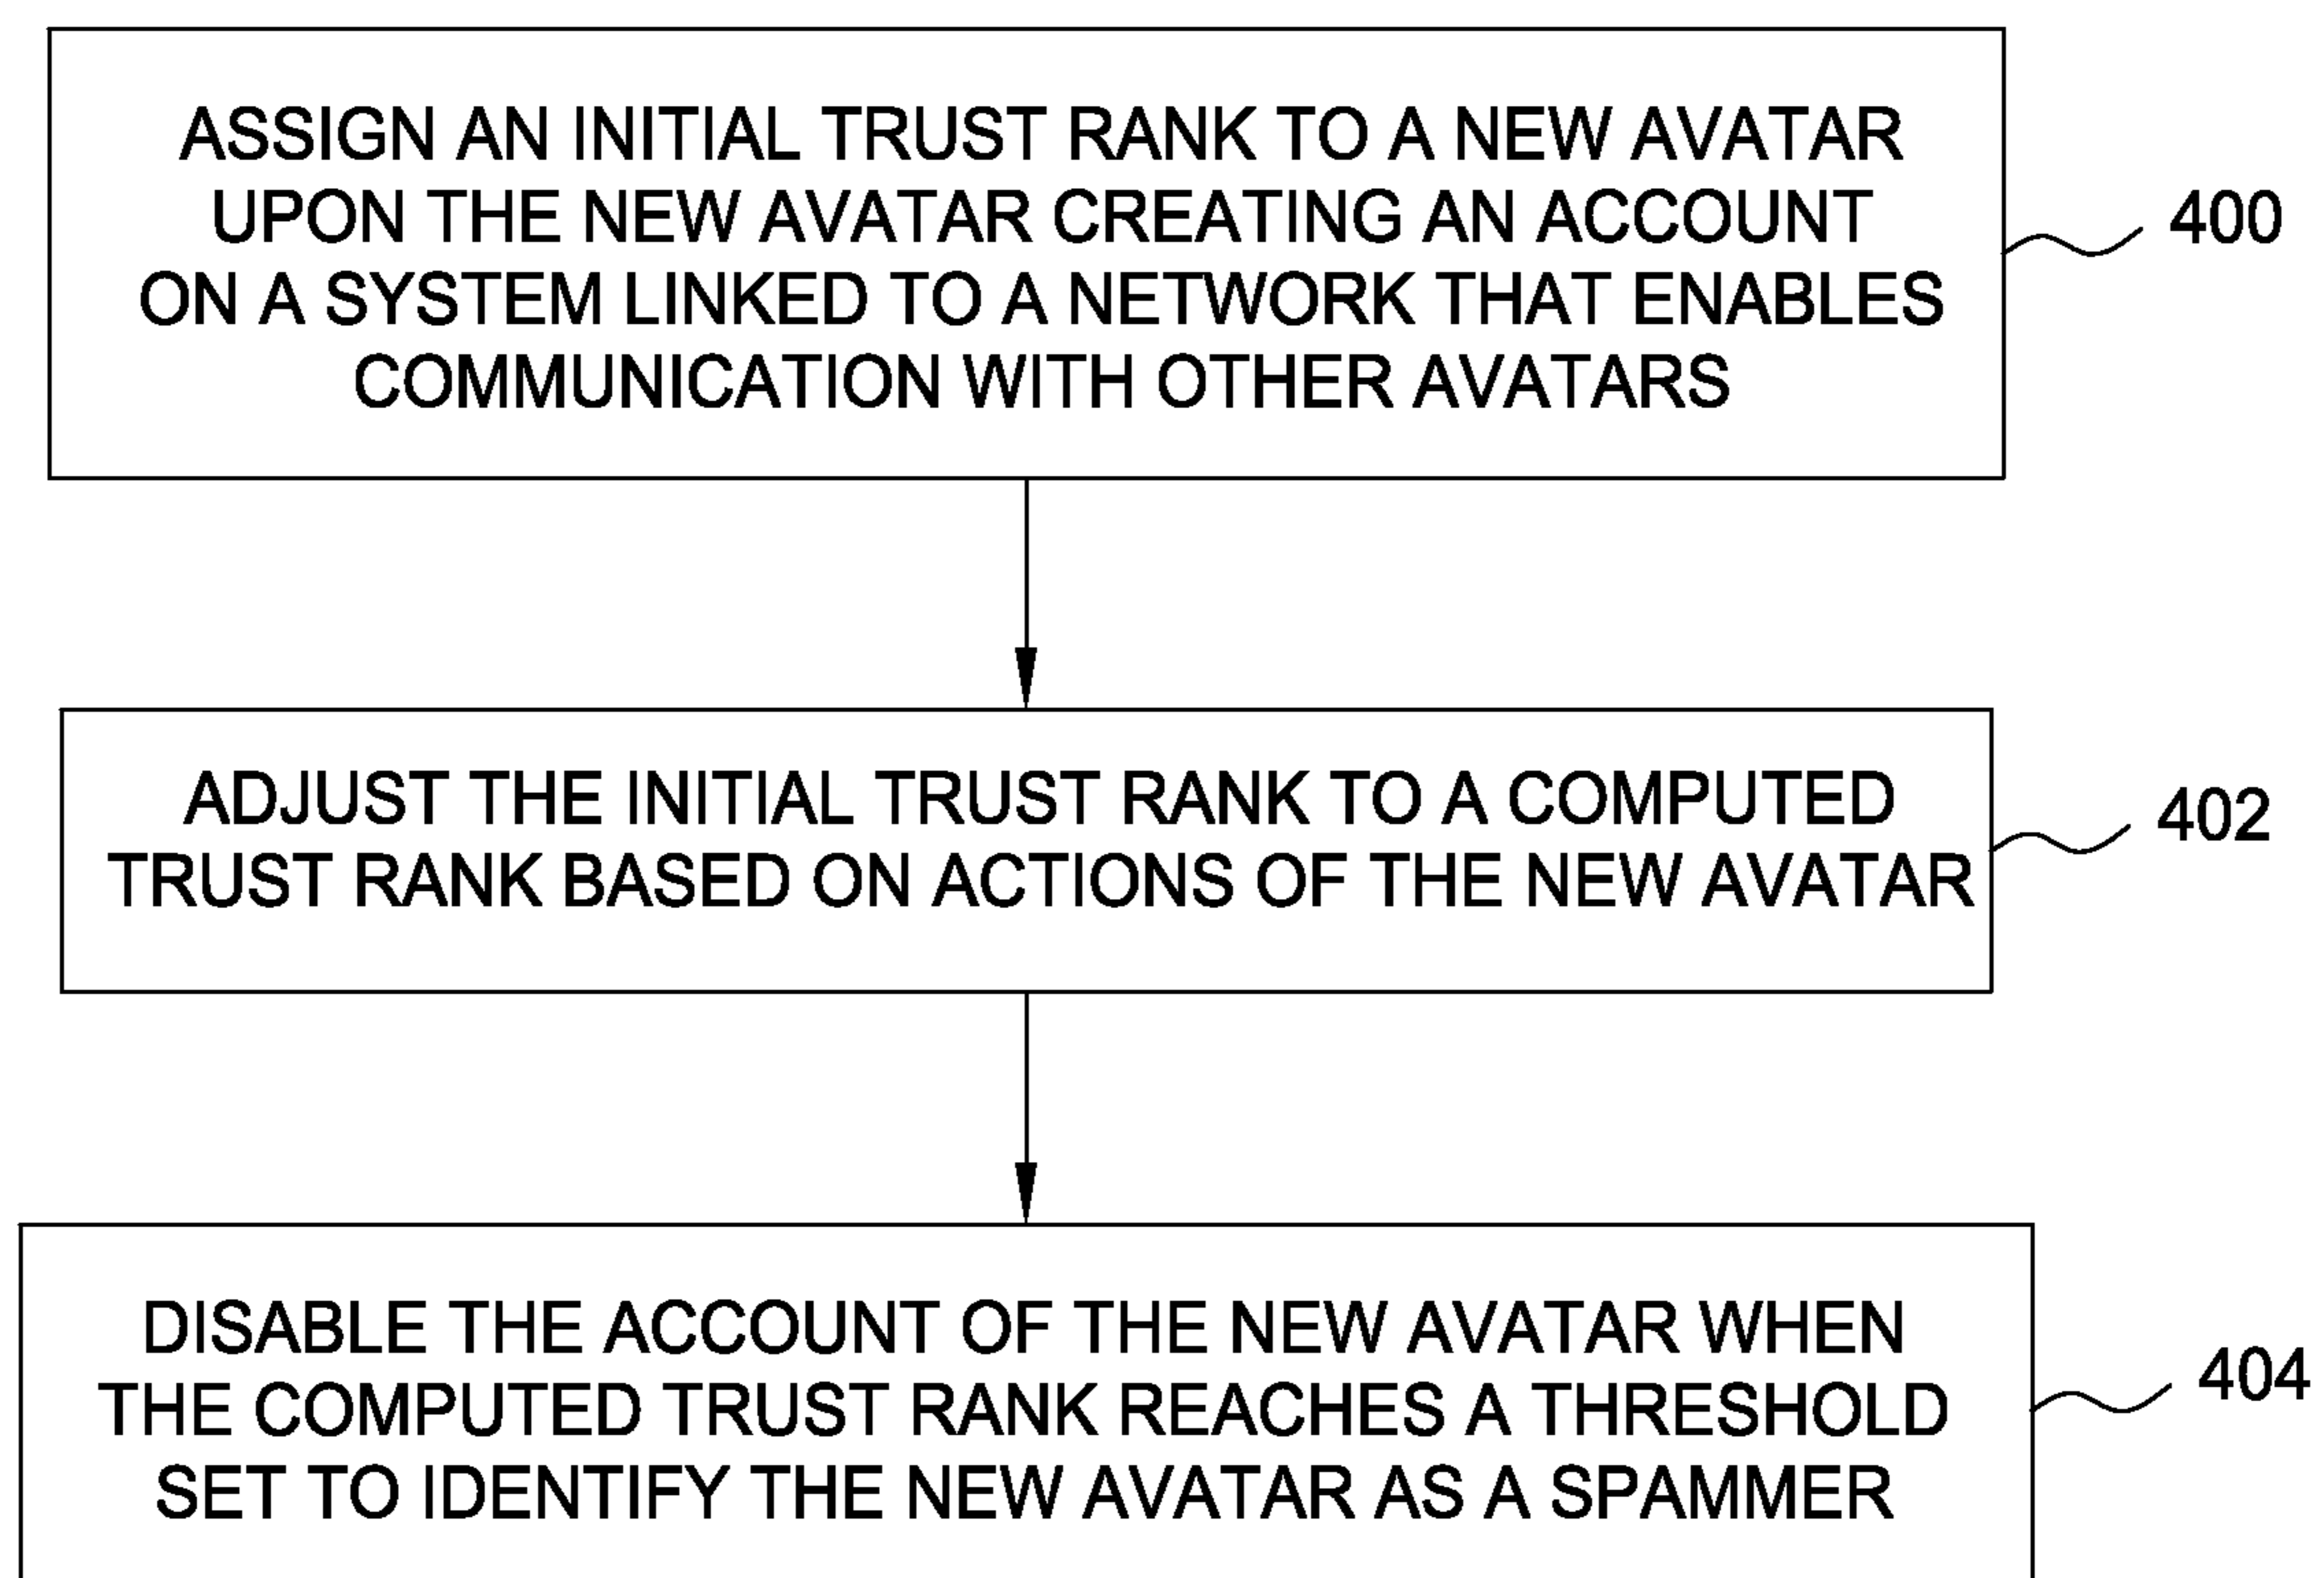 ASSIGN AN INITIAL TRUST RANK TO A NEW AVATAR
UPON THE NEW AVATAR CREATING AN ACCOUNT
ON A SYSTEM LINKED TO A NETWORK THAT ENABLES
COMMUNICATION WITH OTHER AVATARS
400
ADJUST THE INITIAL TRUST RANK TO A COMPUTED
TRUST RANK BASED ON ACTIONS OF THE NEW AVATAR
402
DISABLE THE ACCOUNT OF THE NEW AVATAR WHEN
THE COMPUTED TRUST RANK REACHES A THRESHOLD
SET TO IDENTIFY THE NEW AVATAR AS A SPAMMER
404